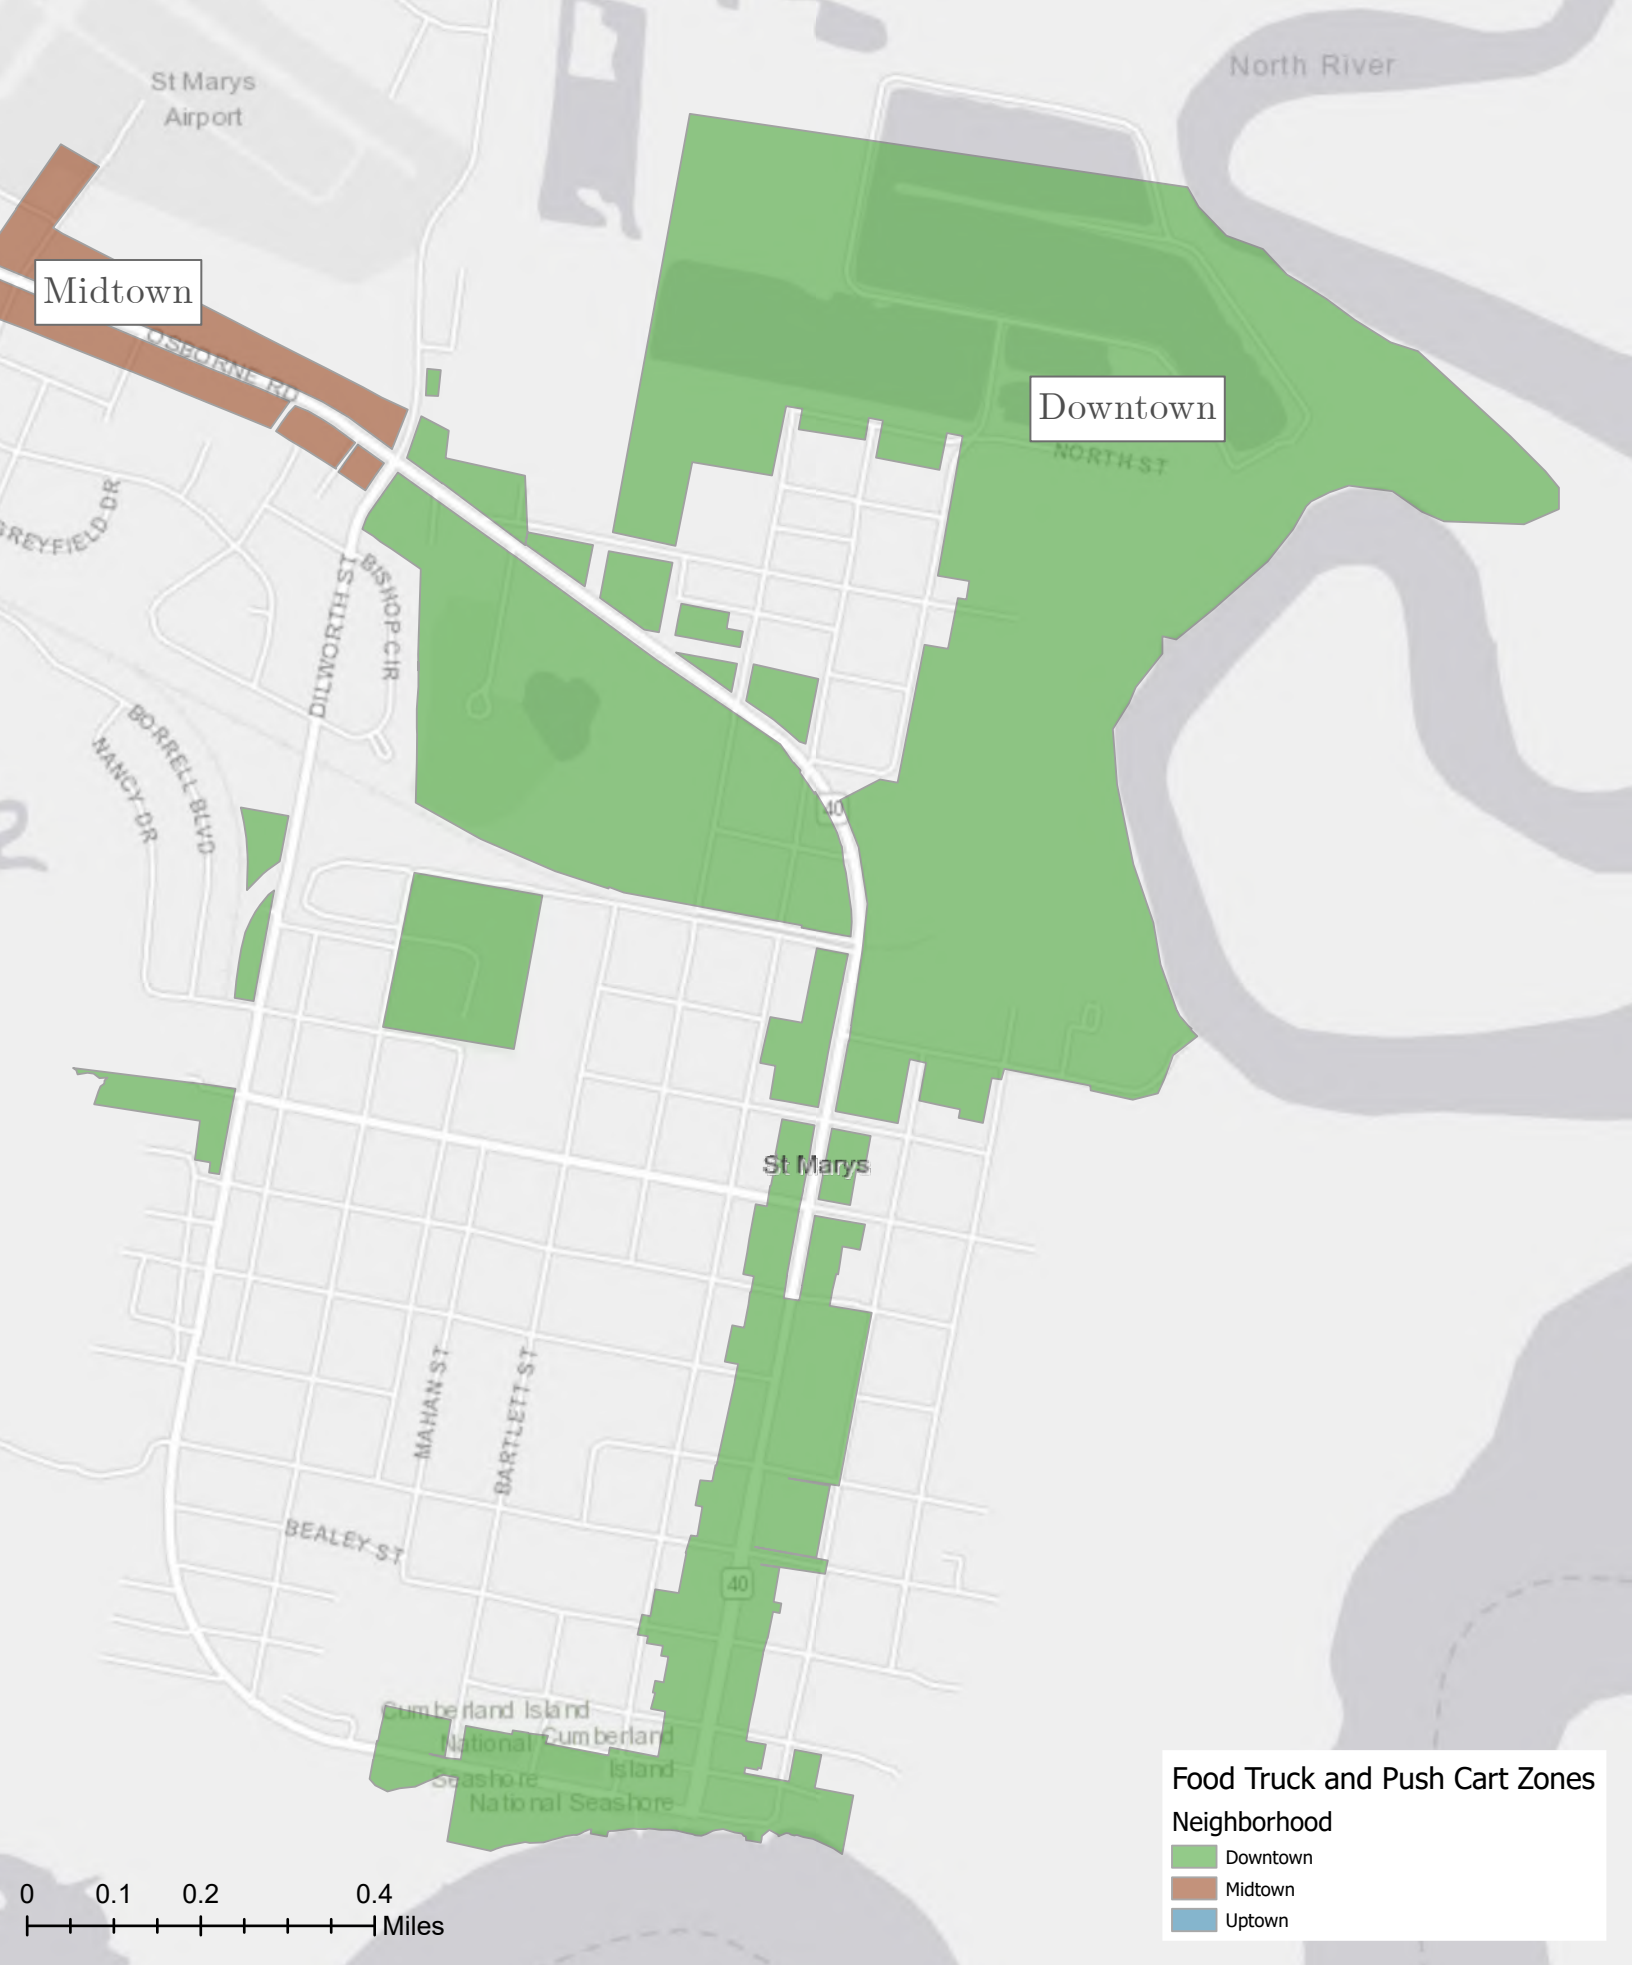 North River
St Marys
Airport
Midtown
OSBORNE RD
Downtown
NORTH ST
GREYFIELD DR
BISHOP CIR
DILWORTH ST
BORRELL BLVD
NANCY DR
40
St Marys
MAHAN ST
BARTLETT ST
BEALEY ST
40
Cumberland Island
National
Seashore
Cumberland
Island
National Seashore
Food Truck and Push Cart Zones
Neighborhood
Downtown
Midtown
Uptown
0 0.1 0.2 0.4
Miles